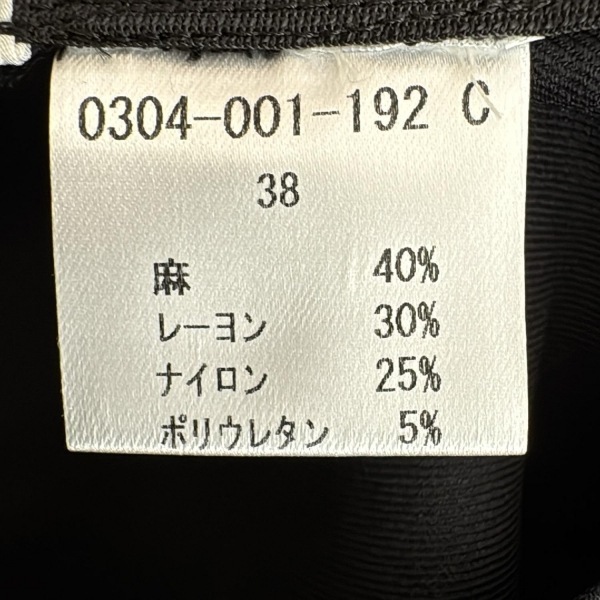 0304-001-192 C
38
麻 40%
レーヨン 30%
ナイロン 25%
ポリウレタン 5%